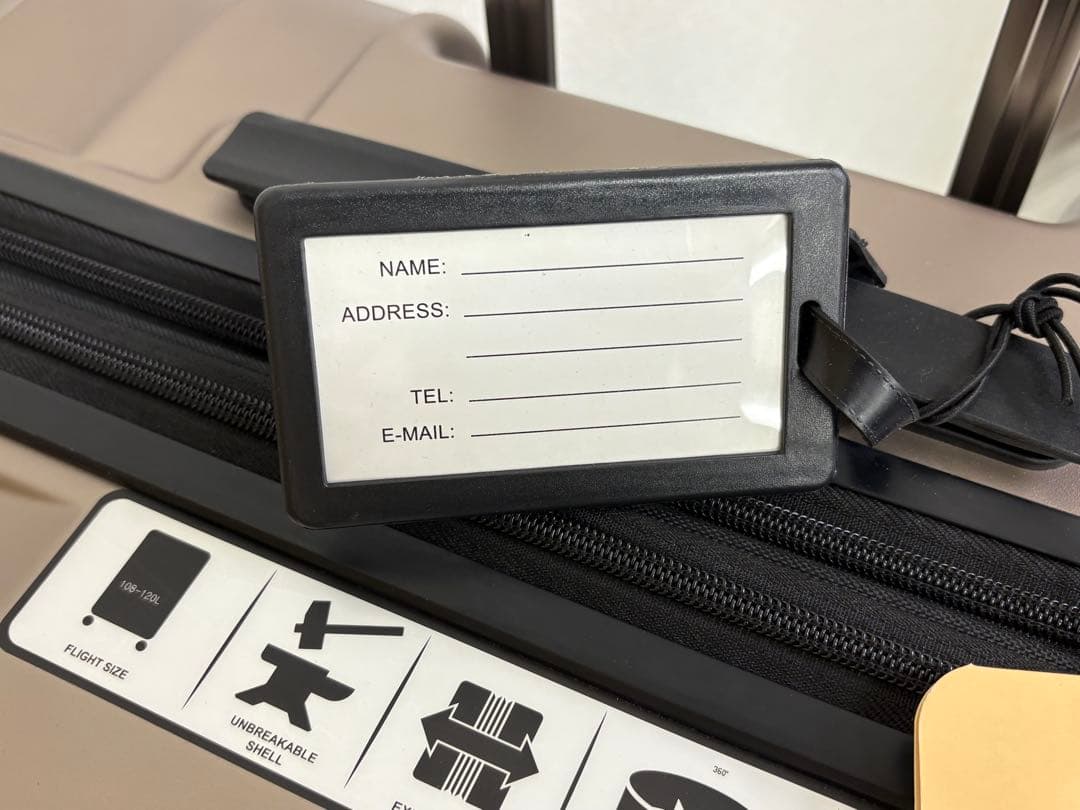 NAME:
ADDRESS:
TEL:
E-MAIL:
108-120L
FLIGHT SIZE
UNBREAKABLE
SHELL
360°